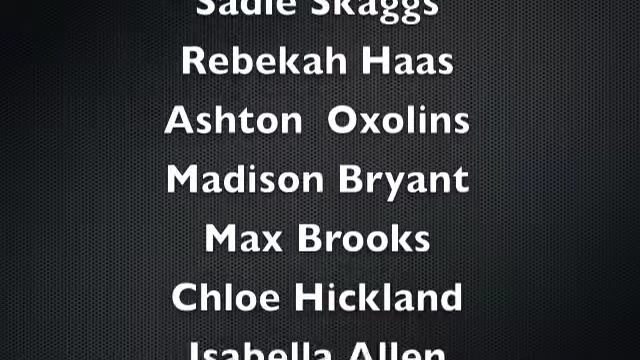 Sadie Skaggs
Rebekah Haas
Ashton  Oxolins
Madison Bryant
Max Brooks
Chloe Hickland
Isabella Allen